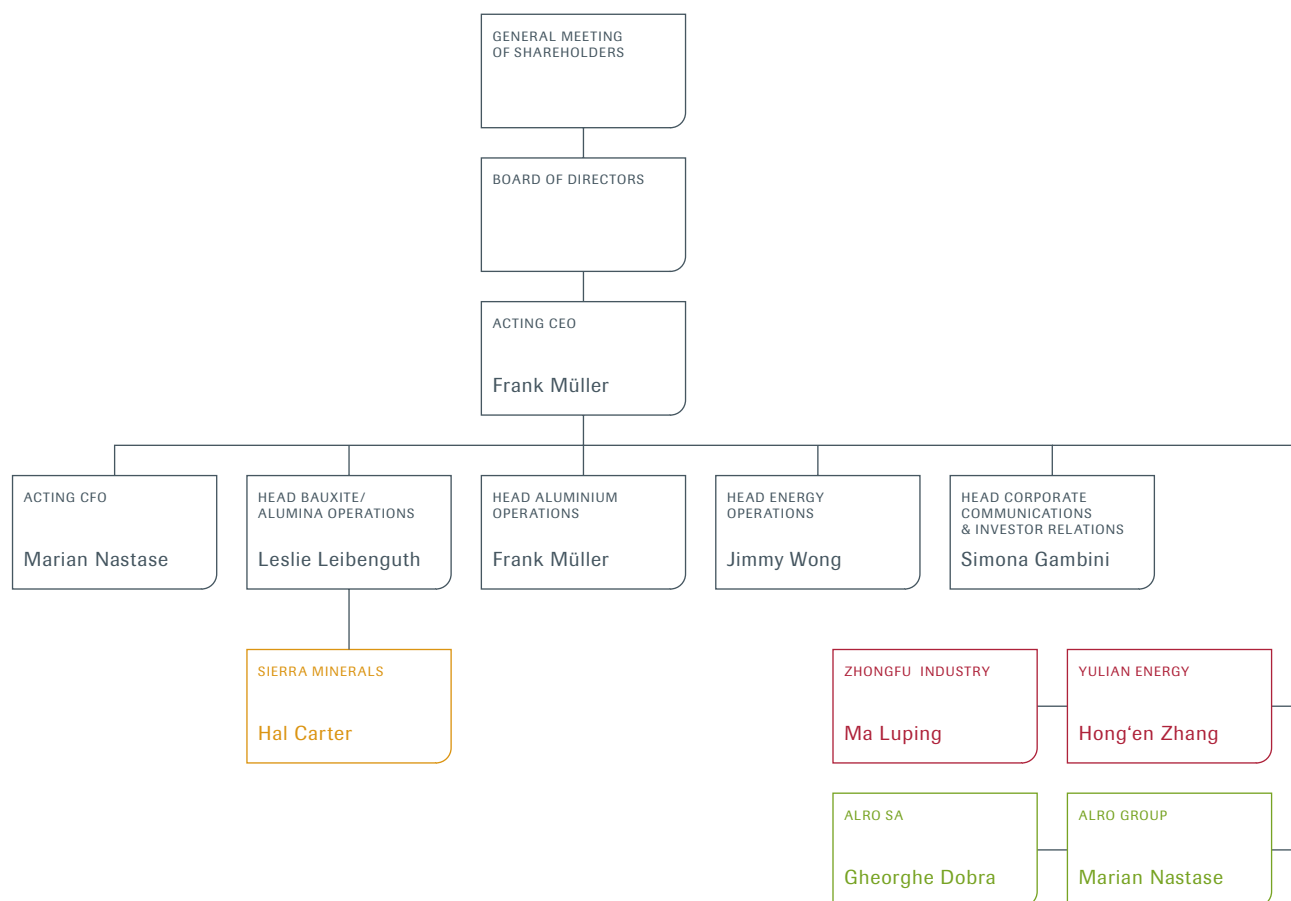 GENERAL MEETING
OF SHAREHOLDERS
BOARD OF DIRECTORS
ACTING CEO
Frank Müller
ACTING CFO
Marian Nastase
HEAD BAUXITE/
ALUMINA OPERATIONS
Leslie Leibenguth
HEAD ALUMINIUM
OPERATIONS
Frank Müller
HEAD ENERGY
OPERATIONS
Jimmy Wong
HEAD CORPORATE
COMMUNICATIONS
& INVESTOR RELATIONS
Simona Gambini
SIERRA MINERALS
Hal Carter
ZHONGFU INDUSTRY
Ma Luping
YULIAN ENERGY
Hong‘en Zhang
ALRO SA
Gheorghe Dobra
ALRO GROUP
Marian Nastase